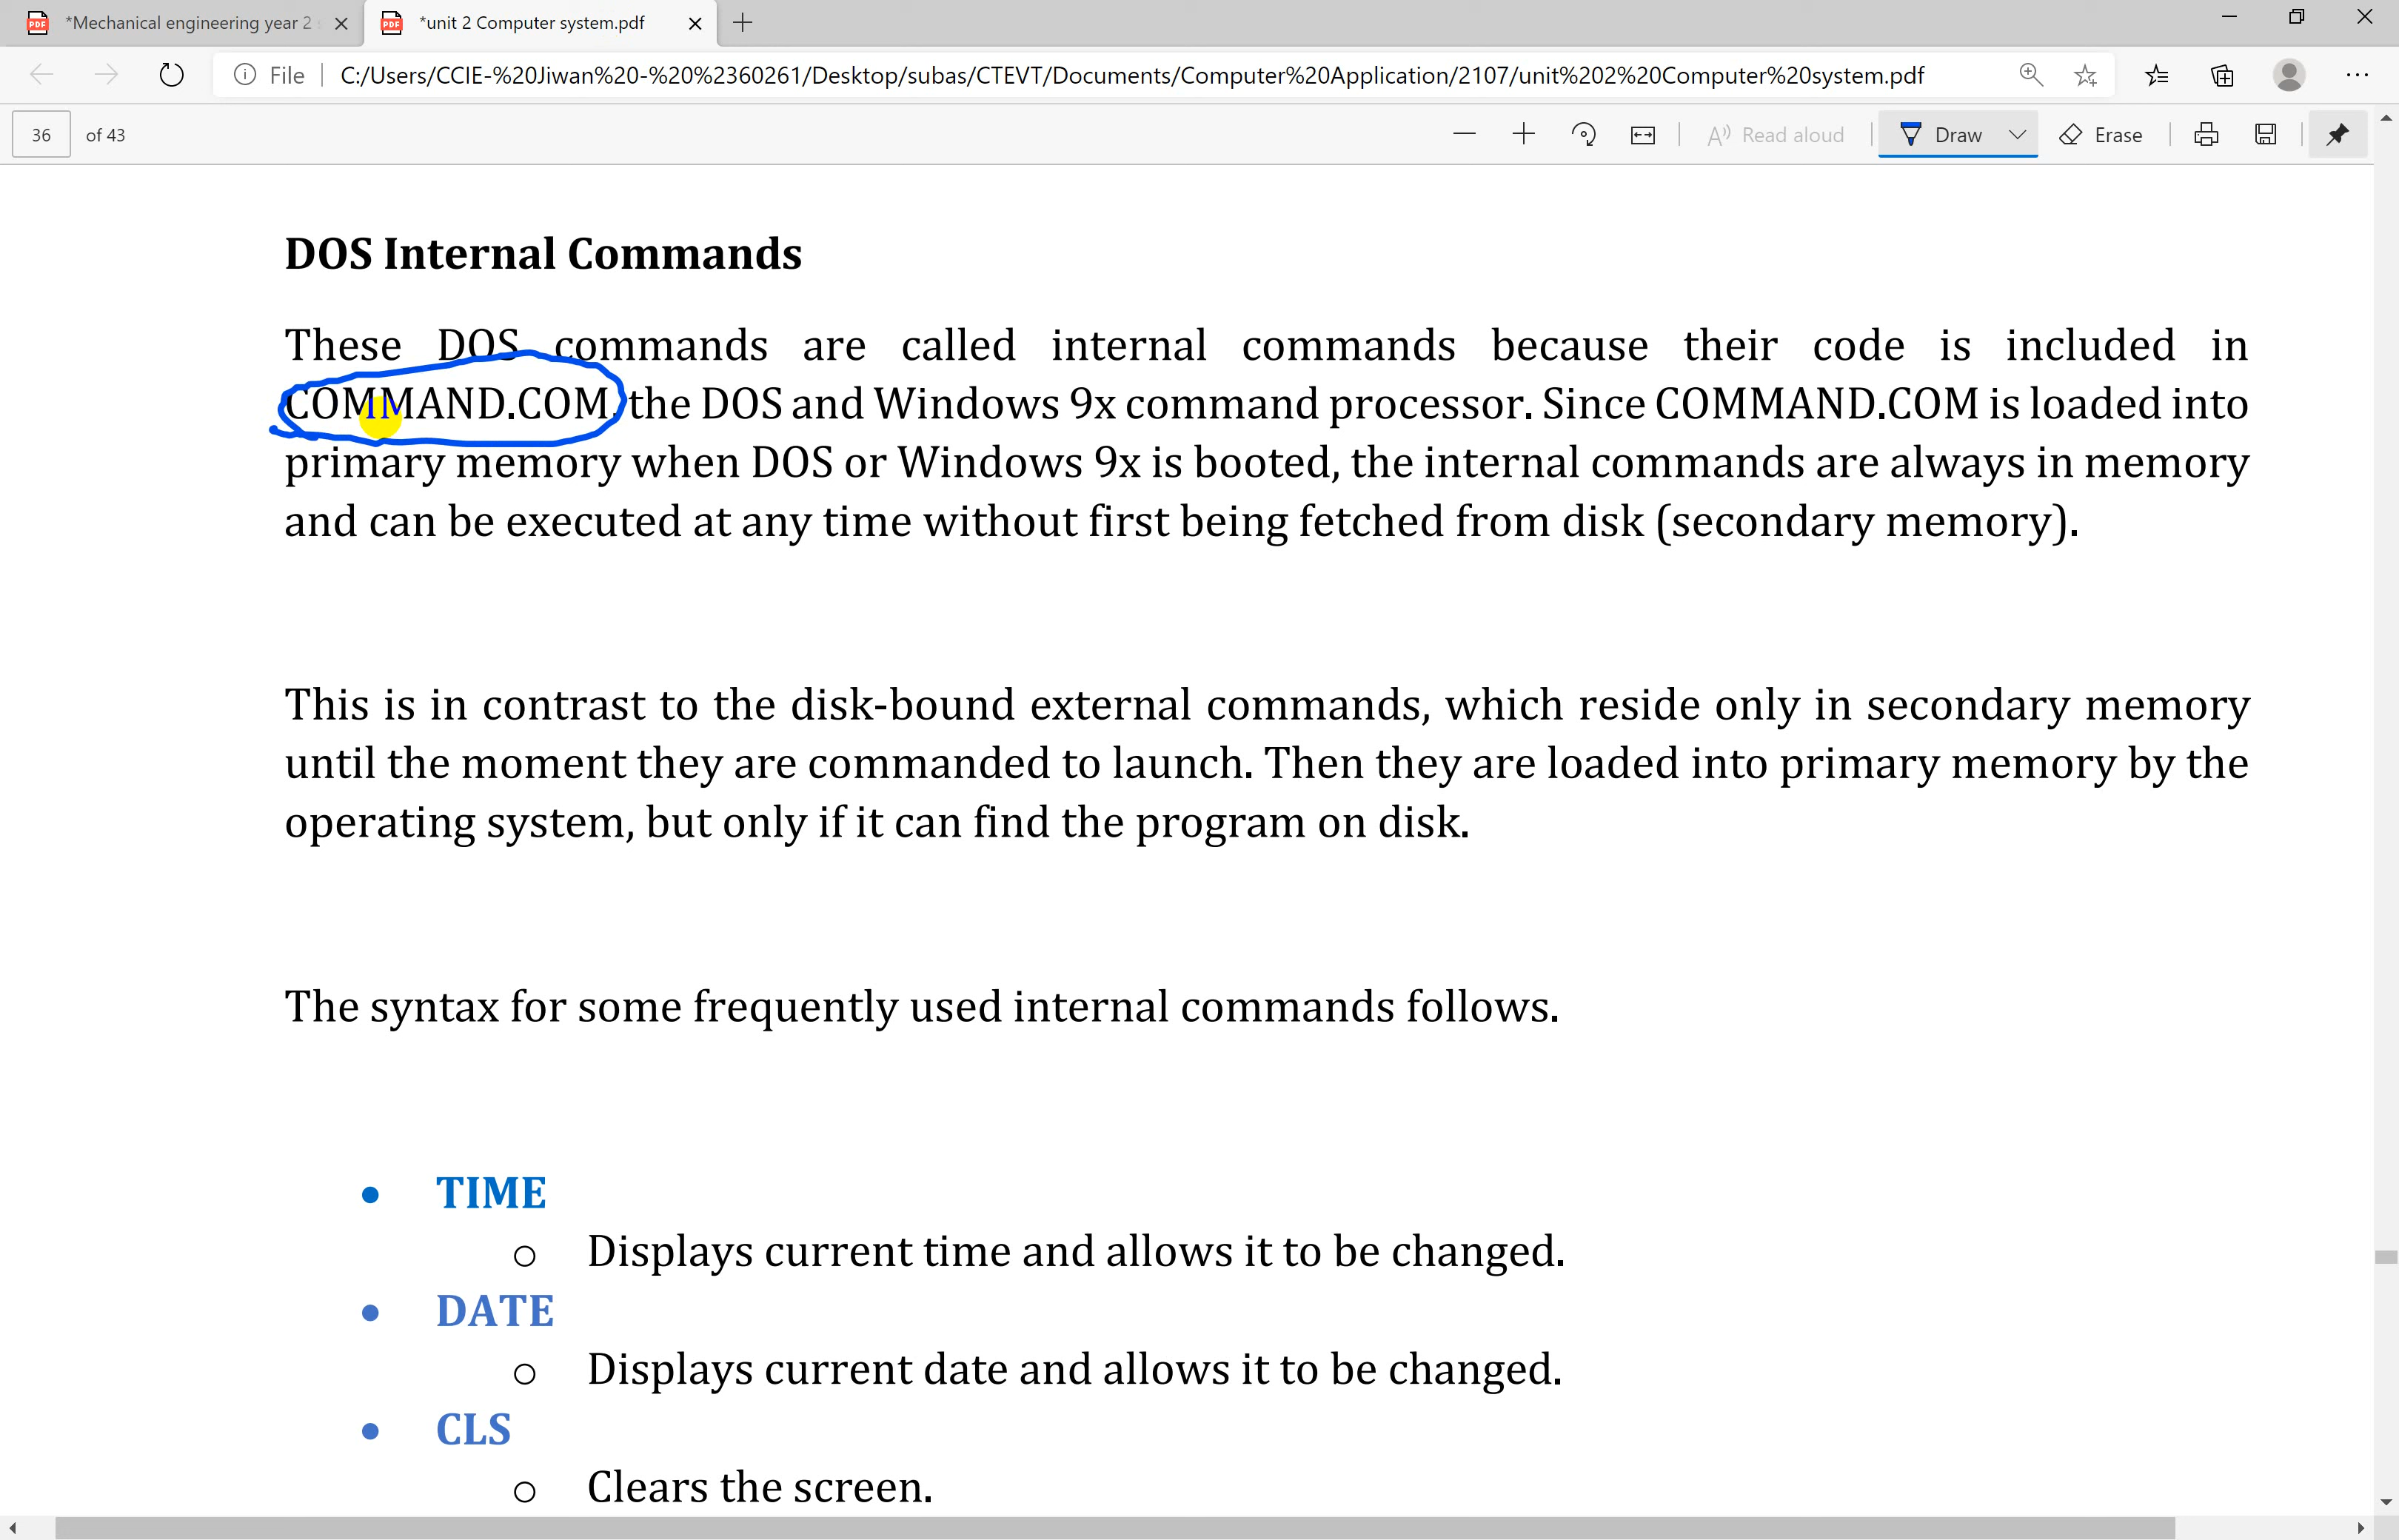 *Mechanical engineering year 2
*unit 2 Computer system.pdf
File
C:/Users/CCIE-%20Jiwan%20-%20%2360261/Desktop/subas/CTEVT/Documents/Computer%20Application/2107/unit%202%20Computer%20system.pdf
36 of 43
Read aloud
Draw
Erase
DOS Internal Commands
These DOS commands are called internal commands because their code is included in
COMMAND.COM, the DOS and Windows 9x command processor. Since COMMAND.COM is loaded into
primary memory when DOS or Windows 9x is booted, the internal commands are always in memory
and can be executed at any time without first being fetched from disk (secondary memory).
This is in contrast to the disk-bound external commands, which reside only in secondary memory
until the moment they are commanded to launch. Then they are loaded into primary memory by the
operating system, but only if it can find the program on disk.
The syntax for some frequently used internal commands follows.
• TIME
o Displays current time and allows it to be changed.
• DATE
o Displays current date and allows it to be changed.
• CLS
o Clears the screen.